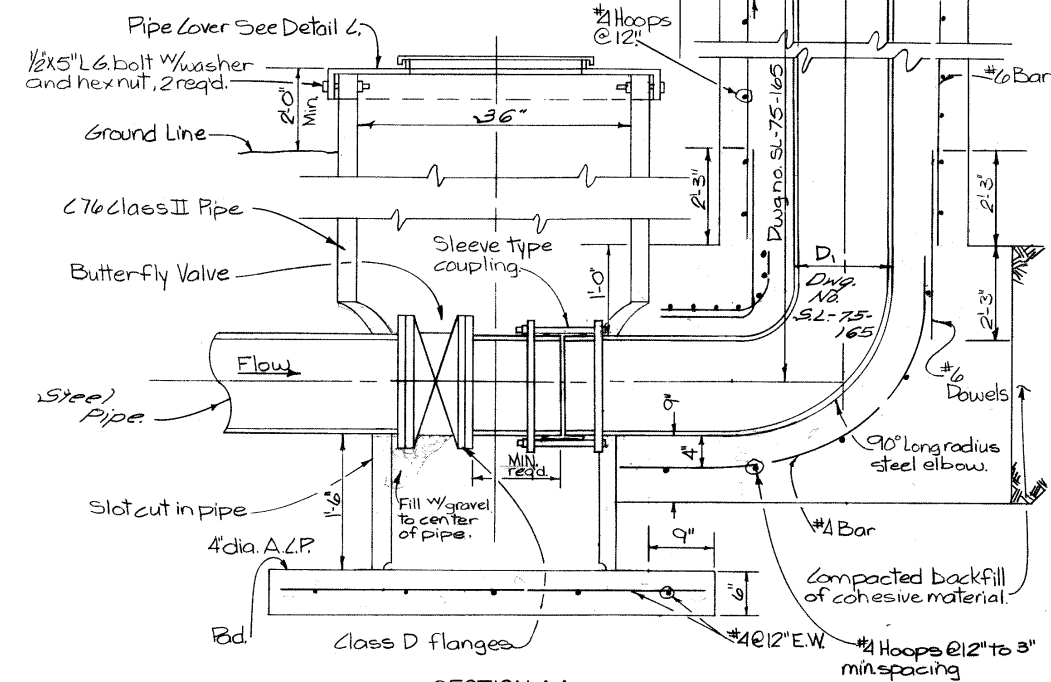 Pipe Cover See Detail C.
1/2"x5" LG. bolt W/washer
and hex nut, 2 req'd.
2'-0"
Min.
Ground Line
36"
#4 Hoops
@ 12"
#6 Bar
C76 Class III Pipe
Butterfly Valve
Sleeve type
coupling.
2'-3"
1'-0"
Dwg no. SL-75-165
2'-3"
2'-3"
D1
Dwg.
No.
S.L-75-
165
Flow
Steel
Pipe.
#6
Dowels
9"
4"
90° Long radius
steel elbow.
MIN.
req'd.
Slot cut in pipe
1'-6"
Fill W/gravel
to center
of pipe.
#4 Bar
4" dia. A.C.P.
9"
6"
Compacted backfill
of cohesive material.
Pad.
Class D flanges
#4@12" E.W.
#4 Hoops @12" to 3"
min. spacing